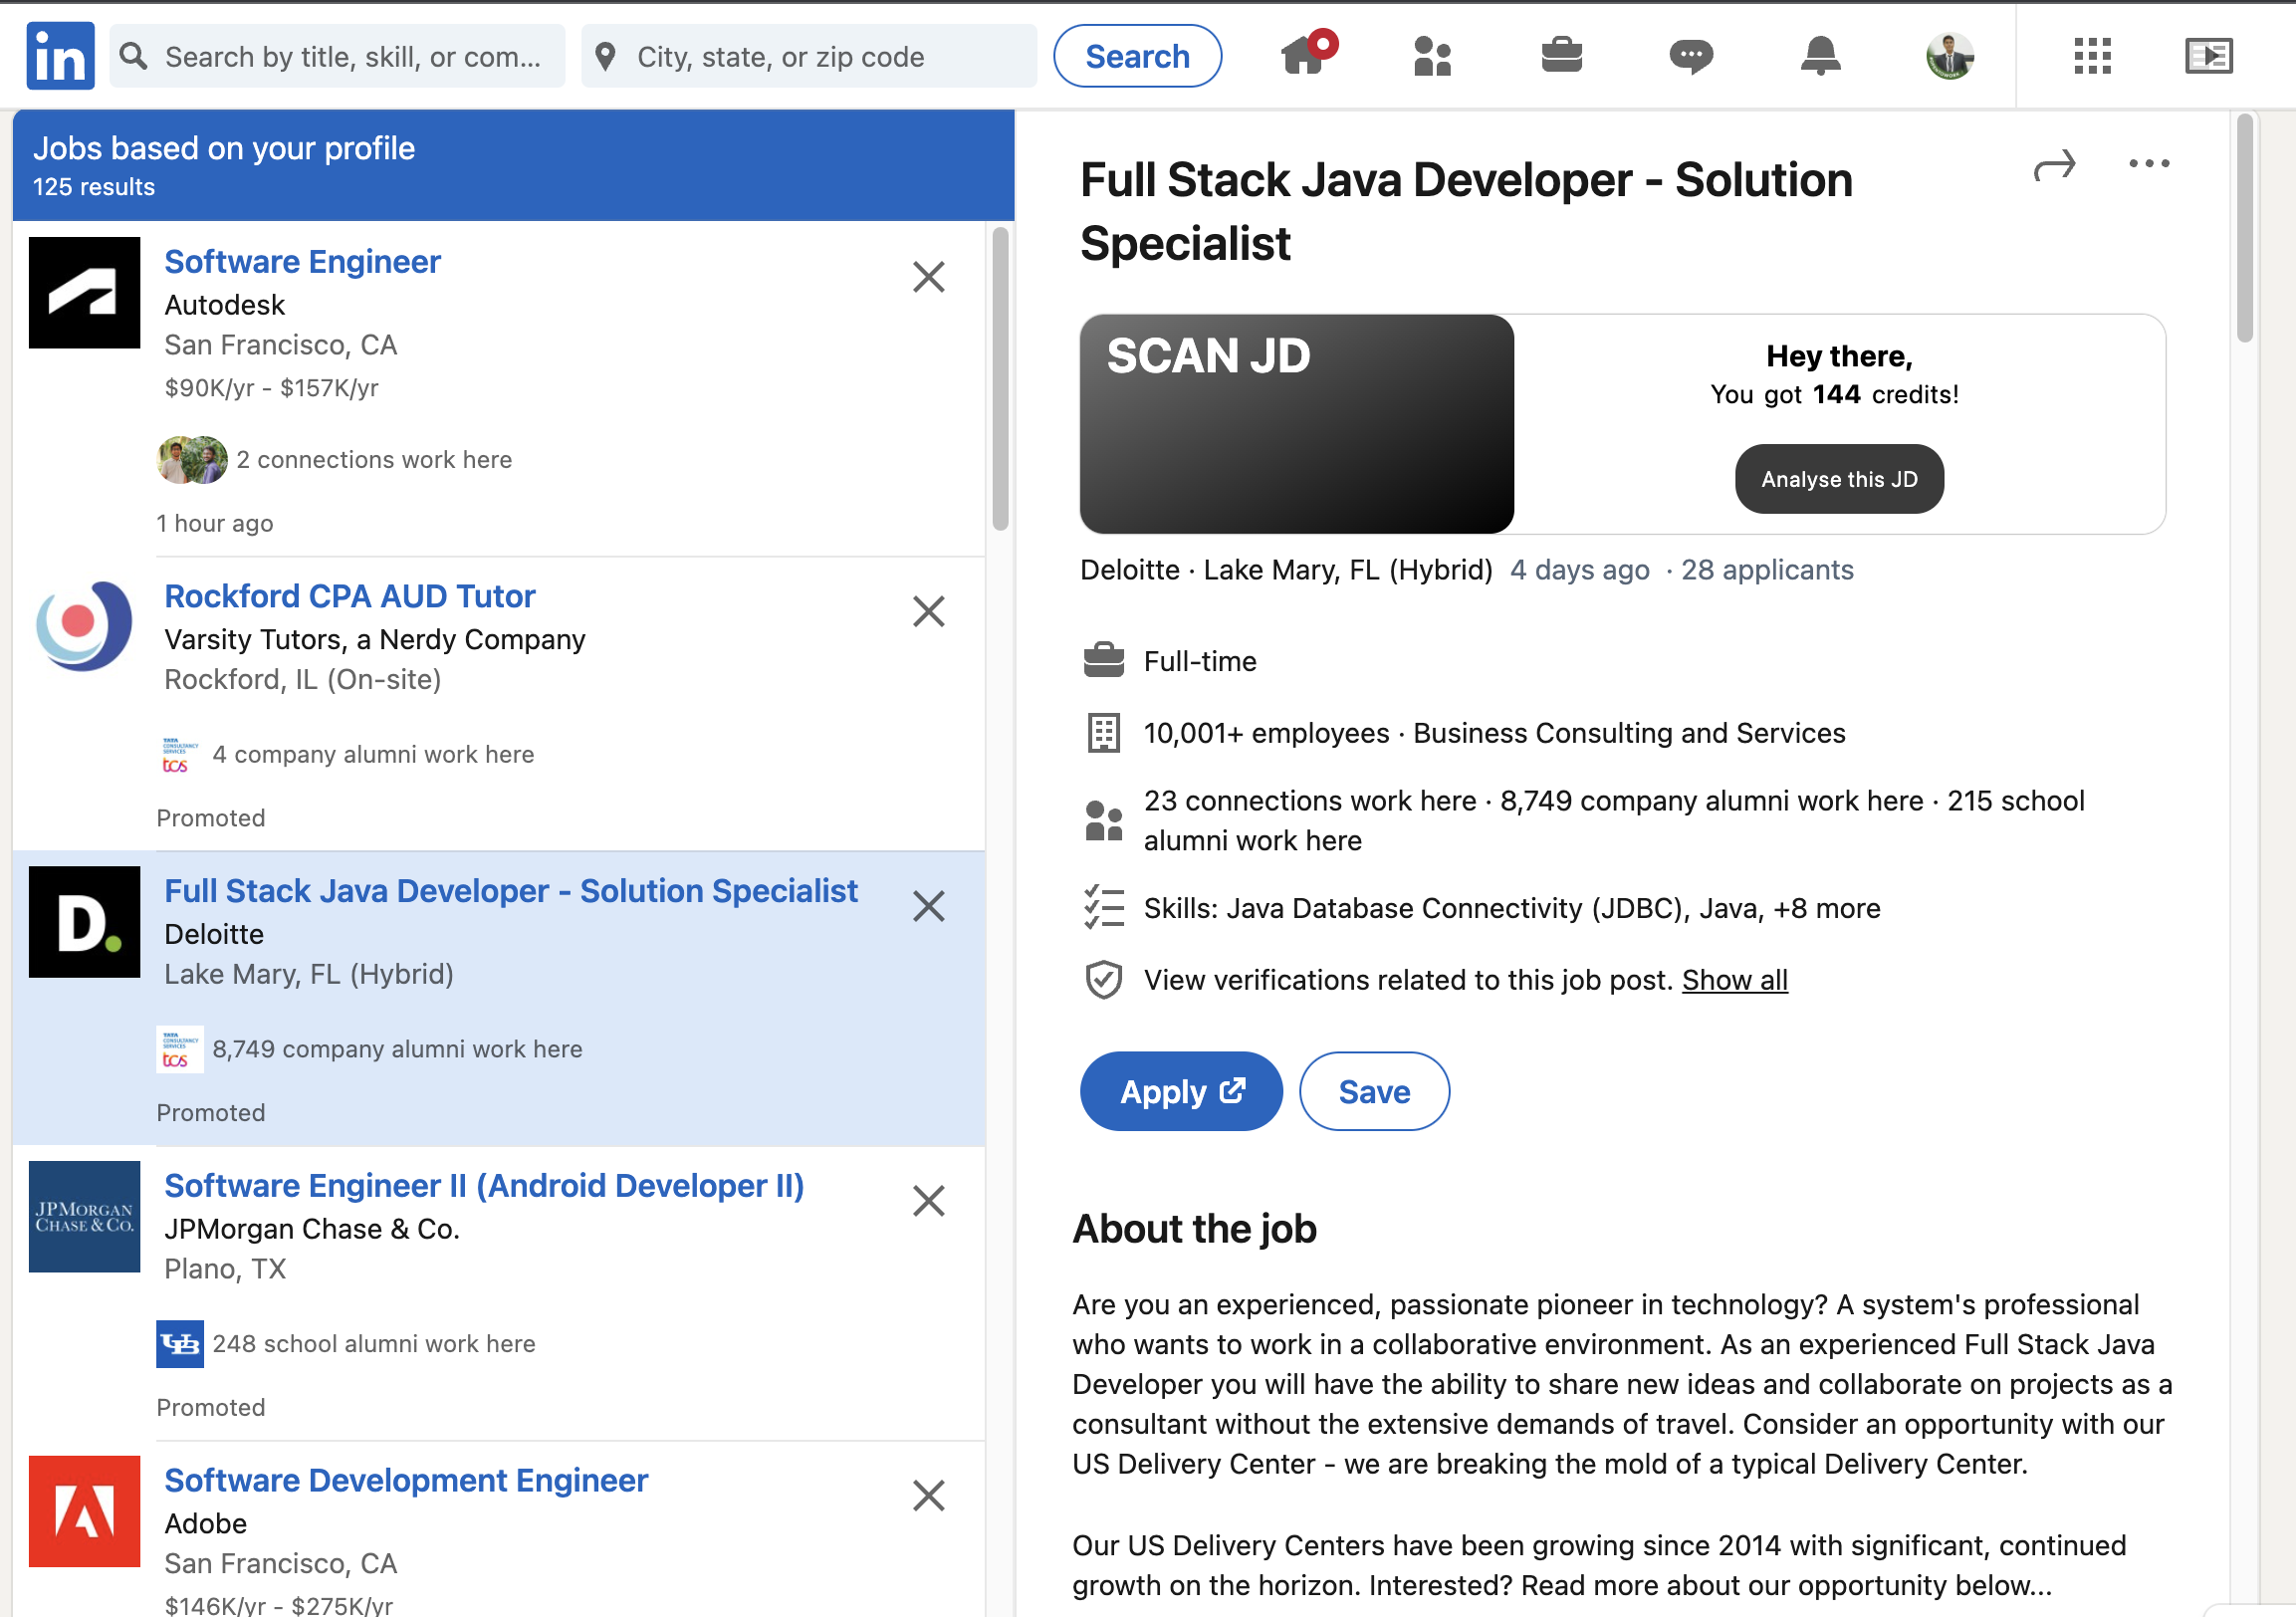 in
Search by title, skill, or com...
City, state, or zip code
Search
Jobs based on your profile
125 results
Software Engineer
Autodesk
San Francisco, CA
$90K/yr - $157K/yr
2 connections work here
1 hour ago
Rockford CPA AUD Tutor
Varsity Tutors, a Nerdy Company
Rockford, IL (On-site)
TATA
CONSULTANCY
SERVICES
tcs
4 company alumni work here
Promoted
D.
Full Stack Java Developer - Solution Specialist
Deloitte
Lake Mary, FL (Hybrid)
TATA
CONSULTANCY
SERVICES
tcs
8,749 company alumni work here
Promoted
JPMORGAN
CHASE & CO.
Software Engineer II (Android Developer II)
JPMorgan Chase & Co.
Plano, TX
UB
248 school alumni work here
Promoted
Software Development Engineer
Adobe
San Francisco, CA
$146K/yr - $275K/yr
Full Stack Java Developer - Solution
Specialist
SCAN JD
Hey there,
You got 144 credits!
Analyse this JD
Deloitte · Lake Mary, FL (Hybrid) 4 days ago · 28 applicants
Full-time
10,001+ employees · Business Consulting and Services
23 connections work here · 8,749 company alumni work here · 215 school
alumni work here
Skills: Java Database Connectivity (JDBC), Java, +8 more
View verifications related to this job post. Show all
Apply
Save
About the job
Are you an experienced, passionate pioneer in technology? A system's professional
who wants to work in a collaborative environment. As an experienced Full Stack Java
Developer you will have the ability to share new ideas and collaborate on projects as a
consultant without the extensive demands of travel. Consider an opportunity with our
US Delivery Center - we are breaking the mold of a typical Delivery Center.
Our US Delivery Centers have been growing since 2014 with significant, continued
growth on the horizon. Interested? Read more about our opportunity below...